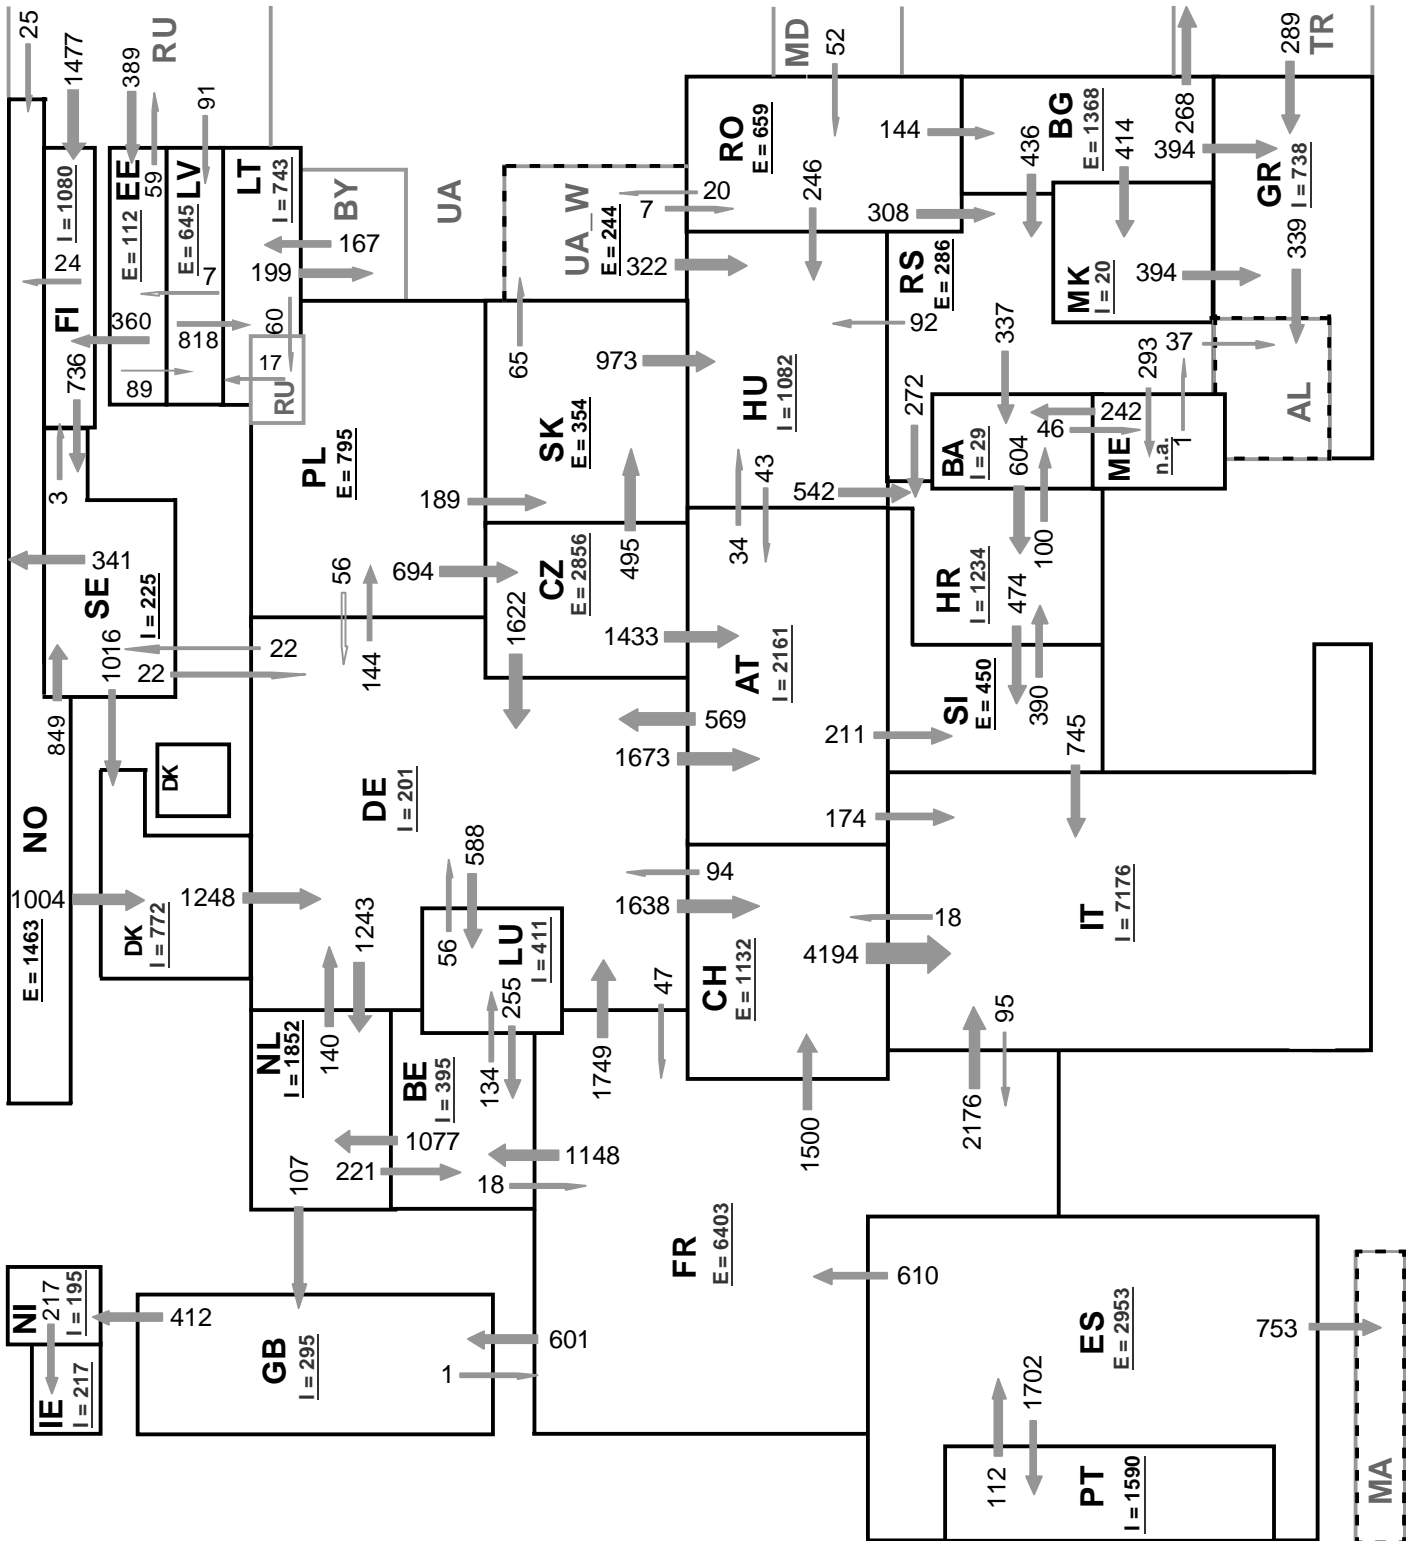 25
1477
389
RU
59
91
MD
52
289
TR
268
I = 1080
FI
24
736
EE
E = 112
LV
E = 645
LT
I = 743
7
360
818
89
199
167
60
17
RU
BY
UA
UA_W
E = 244
20
7
322
65
RO
E = 659
246
144
308
436
BG
E = 1368
414
394
GR
I = 738
339
MK
I = 20
394
37
RS
E = 286
92
337
293
272
AL
242
46
BA
I = 29
604
ME
n.a.
1
100
542
973
HU
I = 1082
SK
E = 354
PL
E = 795
189
3
341
SE
I = 225
1016
22
22
849
56
144
694
1622
CZ
E = 2856
495
34
43
1433
HR
I = 1234
474
390
SI
E = 450
745
AT
I = 2161
569
1673
211
174
DK
DE
I = 201
588
56
NO
1004
E = 1463
DK
I = 772
1248
1243
140
94
1638
18
4194
IT
I = 7176
LU
I = 411
255
134
47
1749
CH
E = 1132
1500
2176
95
NL
I = 1852
BE
I = 395
1077
221
1148
18
107
FR
E = 6403
610
NI
217
I = 195
412
IE
I = 217
GB
I = 295
601
1
ES
E = 2953
753
1702
112
PT
I = 1590
MA